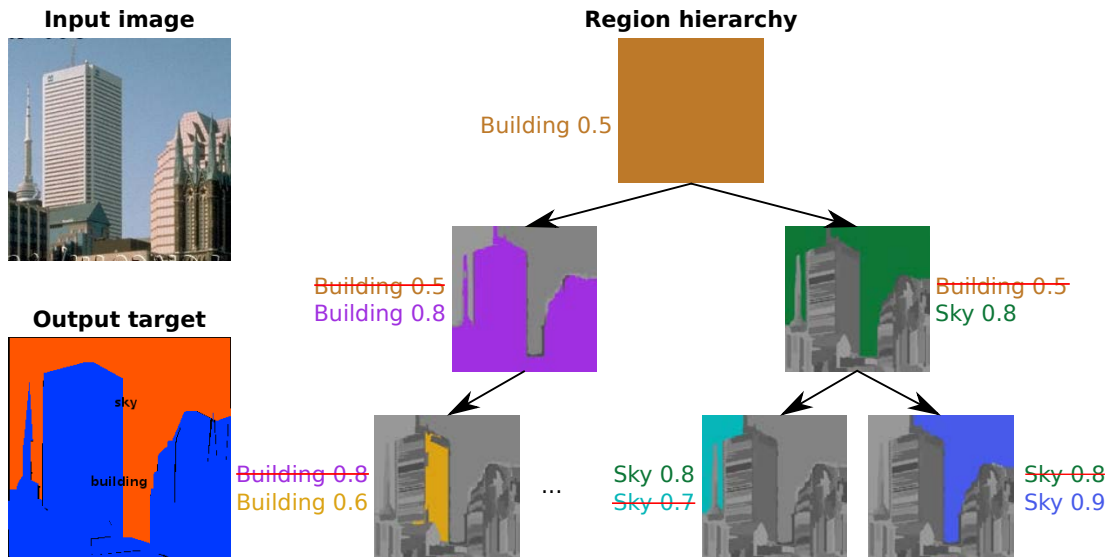 Input image
Region hierarchy
Building 0.5
Building 0.5
Building 0.8
Building 0.5
Sky 0.8
Output target
sky
building
Building 0.8
Building 0.6
...
Sky 0.8
Sky 0.7
Sky 0.8
Sky 0.9